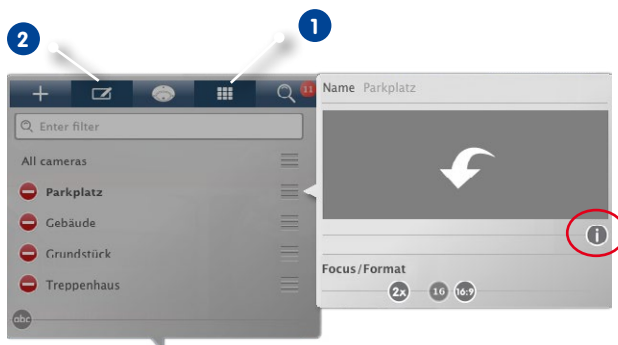 2
1
11
Enter filter
All cameras
Parkplatz
Gebäude
Grundstück
Treppenhaus
abc
Name Parkplatz
i
Focus/Format
2x 16 16:9